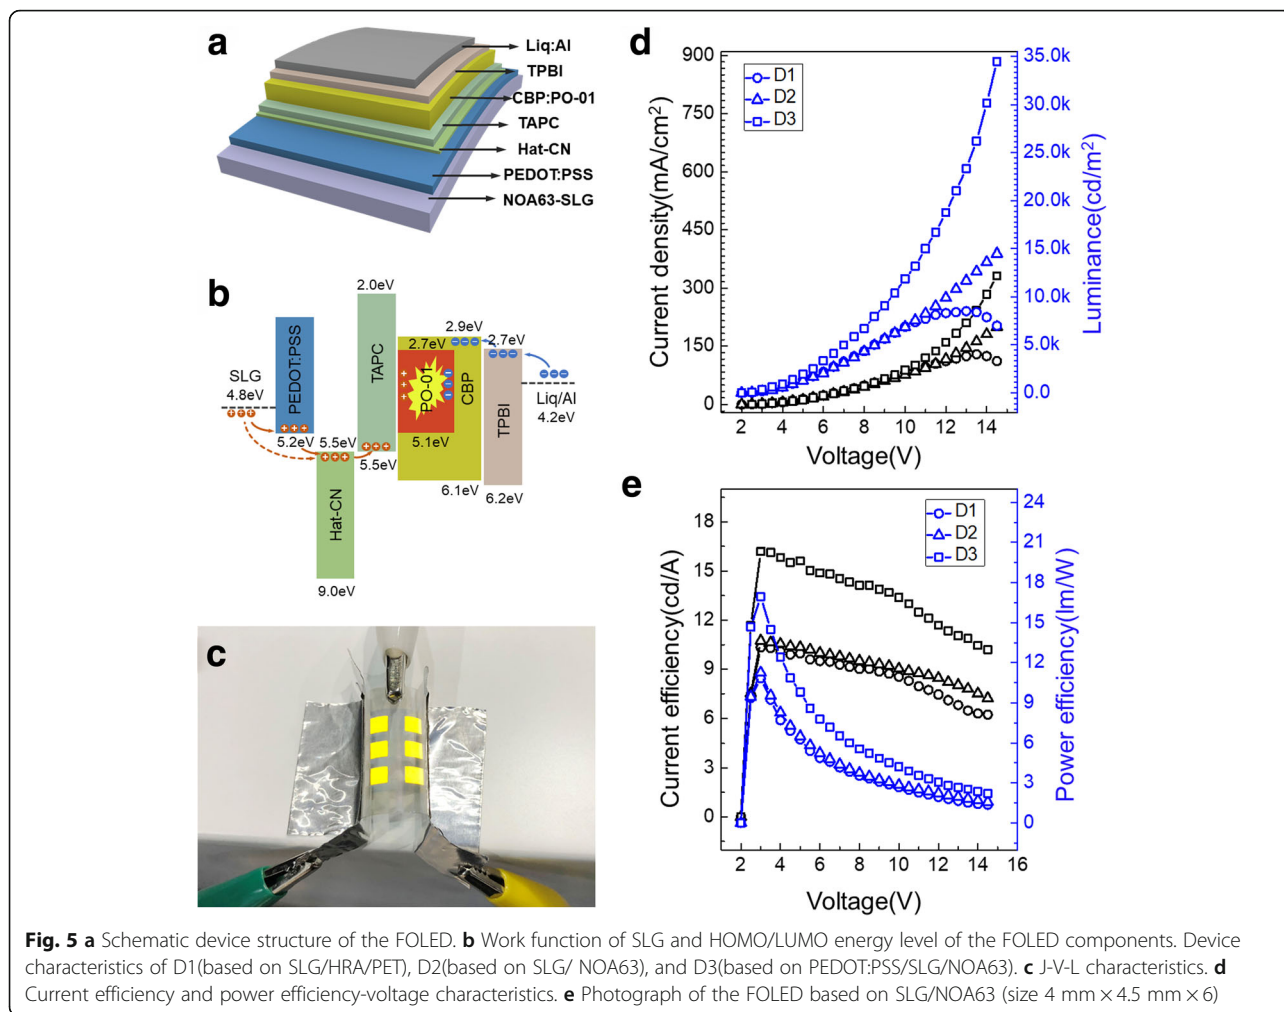 a
Liq:Al
TPBI
CBP:PO-01
TAPC
Hat-CN
PEDOT:PSS
NOA63-SLG
b
2.0eV
2.9eV
2.7eV
2.7eV
SLG
4.8eV
PEDOT:PSS
TAPC
PO-01
CBP
TPBI
Liq/Al
4.2eV
5.2eV
5.5eV
5.5eV
5.1eV
6.1eV
6.2eV
Hat-CN
9.0eV
c
d
Current density(mA/cm2)
900
750
600
450
300
150
0
D1
D2
D3
35.0k
30.0k
25.0k
20.0k
15.0k
10.0k
5.0k
0.0
Luminance(cd/m2)
2 4 6 8 10 12 14
Voltage(V)
e
Current efficiency(cd/A)
18
15
12
9
6
3
0
D1
D2
D3
24
21
18
15
12
9
6
3
0
Power efficiency(lm/W)
2 4 6 8 10 12 14 16
Voltage(V)
Fig. 5 a Schematic device structure of the FOLED. b Work function of SLG and HOMO/LUMO energy level of the FOLED components. Device
characteristics of D1(based on SLG/HRA/PET), D2(based on SLG/ NOA63), and D3(based on PEDOT:PSS/SLG/NOA63). c J-V-L characteristics. d
Current efficiency and power efficiency-voltage characteristics. e Photograph of the FOLED based on SLG/NOA63 (size 4 mm × 4.5 mm × 6)